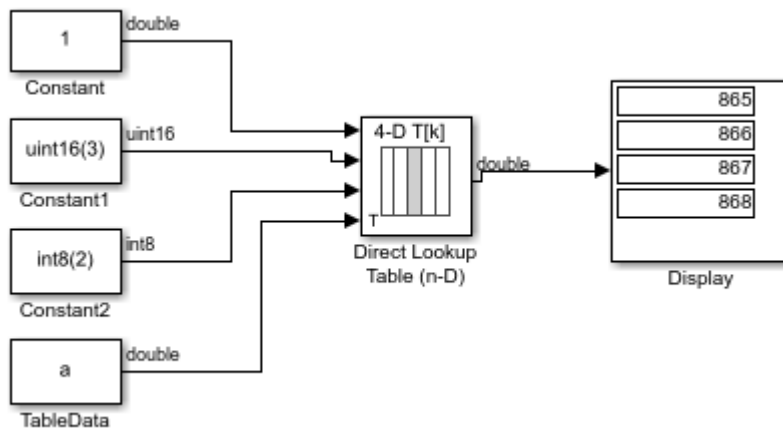 double
1
Constant
uint16(3)
uint16
Constant1
int8(2)
int8
Constant2
a
double
TableData
4-D T[k]
T
Direct Lookup
Table (n-D)
double
865
866
867
868
Display